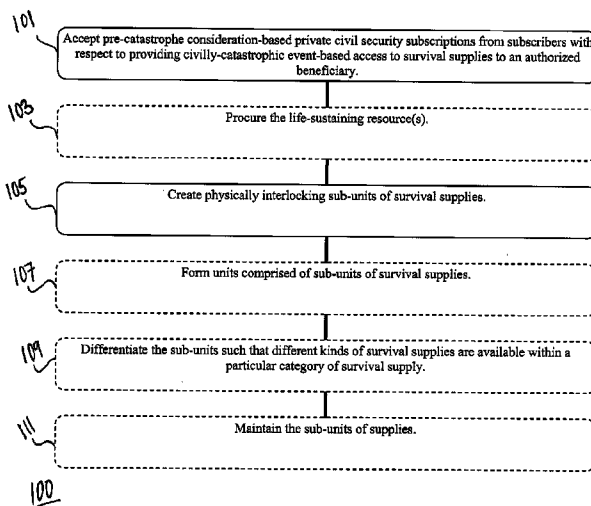 101
Accept pre-catastrophe consideration-based private civil security subscriptions from subscribers with
respect to providing civilly-catastrophic event-based access to survival supplies to an authorized
beneficiary.
103
Procure the life-sustaining resource(s).
105
Create physically interlocking sub-units of survival supplies.
107
Form units comprised of sub-units of survival supplies.
109
Differentiate the sub-units such that different kinds of survival supplies are available within a
particular category of survival supply.
111
Maintain the sub-units of supplies.
100